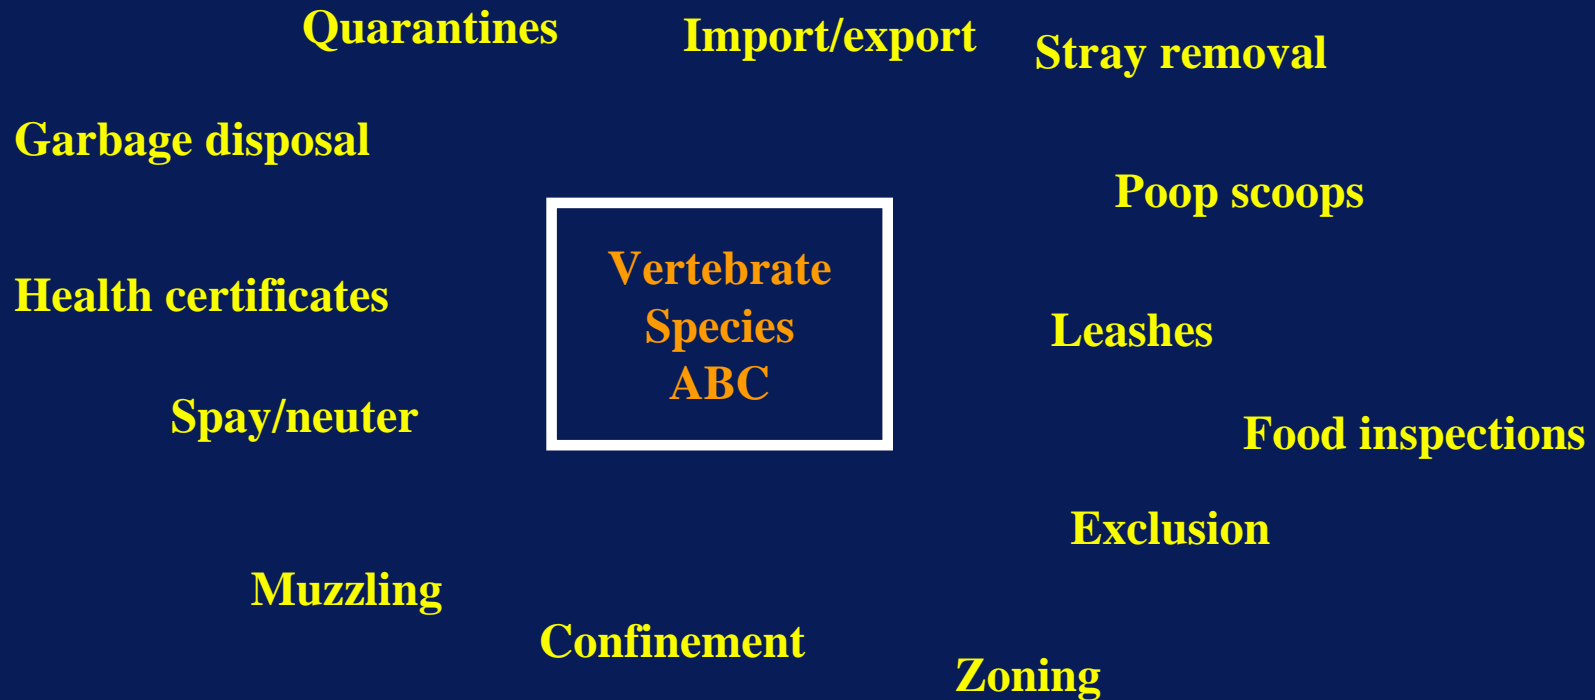 Quarantines
Import/export
Stray removal
Garbage disposal
Poop scoops
Vertebrate
Species
ABC
Health certificates
Leashes
Spay/neuter
Food inspections
Exclusion
Muzzling
Confinement
Zoning